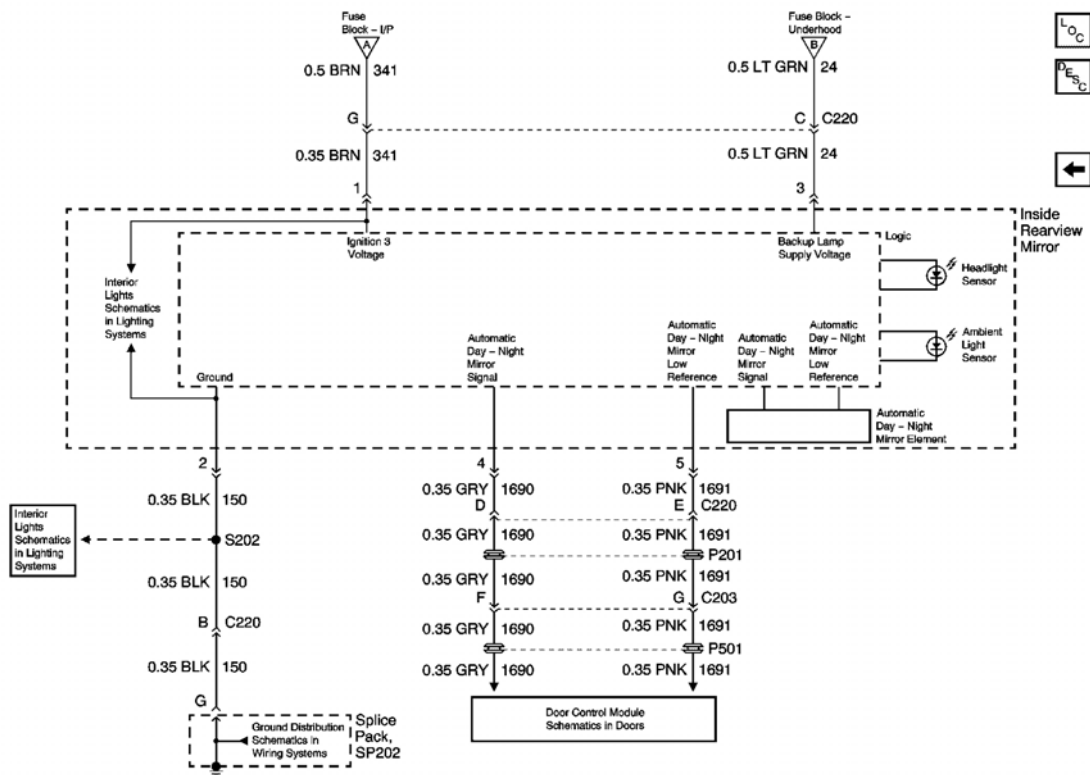 Fuse
Block – I/P
A
Fuse Block –
Underhood
B
LOC
DESC
0.5 BRN 341
0.5 LT GRN 24
G
C C220
0.35 BRN 341
0.5 LT GRN 24
1
3
Inside
Rearview
Mirror
Ignition 3
Voltage
Backup Lamp
Supply Voltage
Logic
Headlight
Sensor
Interior
Lights
Schematics
in Lighting
Systems
Automatic
Day – Night
Mirror
Signal
Automatic
Day – Night
Mirror
Low
Reference
Automatic
Day – Night
Mirror
Signal
Automatic
Day – Night
Mirror
Low
Reference
Ambient
Light
Sensor
Ground
Automatic
Day – Night
Mirror Element
2
4
5
0.35 BLK 150
0.35 GRY 1690
0.35 PNK 1691
D
E C220
Interior
Lights
Schematics
in Lighting
Systems
S202
0.35 GRY 1690
0.35 PNK 1691
P201
0.35 BLK 150
0.35 GRY 1690
0.35 PNK 1691
F
G C203
B C220
0.35 GRY 1690
0.35 PNK 1691
P501
0.35 BLK 150
0.35 GRY 1690
0.35 PNK 1691
G
Ground Distribution
Schematics in
Wiring Systems
Splice
Pack,
SP202
Door Control Module
Schematics in Doors